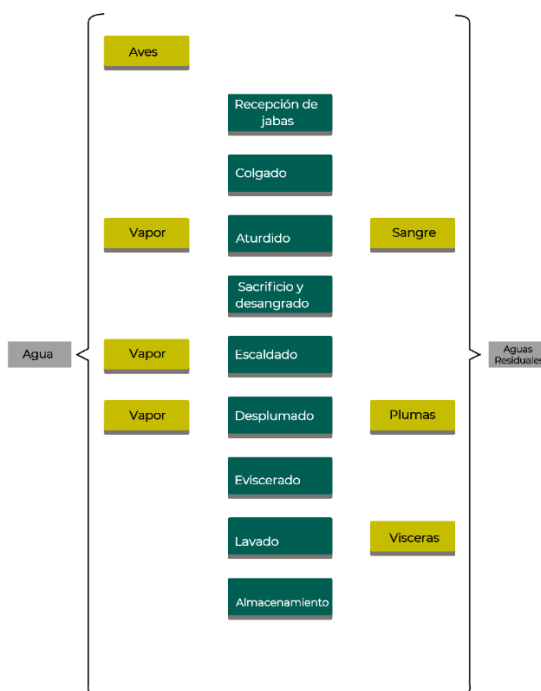 Aves
Recepción de
jabas
Colgado
Vapor
Aturdido
Sangre
Sacrificio y
desangrado
Agua
Vapor
Escaldado
Aguas
Residuales
Vapor
Desplumado
Plumas
Eviscerado
Lavado
Visceras
Almacenamiento